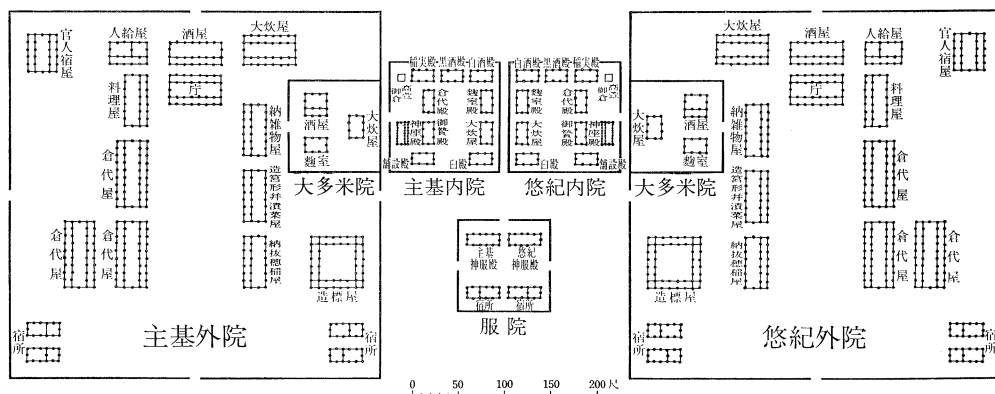 官人宿屋
人給屋
酒屋
大炊屋
料理屋
庁
倉代屋
納雑物屋
造筥形并漬菜屋
倉代屋
倉代屋
納抜穂稲屋
造標屋
宿所
宿所
主基外院
酒屋
大炊屋
麹室
大多米院
稲実殿
黒酒殿
白酒殿
御倉
倉代殿
麹室殿
神座殿
御贄殿
大炊屋
舗設殿
臼殿
主基内院
白酒殿
黒酒殿
稲実殿
御倉
麹室殿
倉代殿
大炊屋
御贄殿
神座殿
臼殿
舗設殿
悠紀内院
大炊屋
酒屋
麹室
大多米院
主基神服殿
悠紀神服殿
宿所
宿所
服院
大炊屋
酒屋
人給屋
官人宿屋
庁
料理屋
納雑物屋
倉代屋
造筥形并漬菜屋
納抜穂稲屋
倉代屋
倉代屋
造標屋
宿所
宿所
悠紀外院
0 50 100 150 200尺